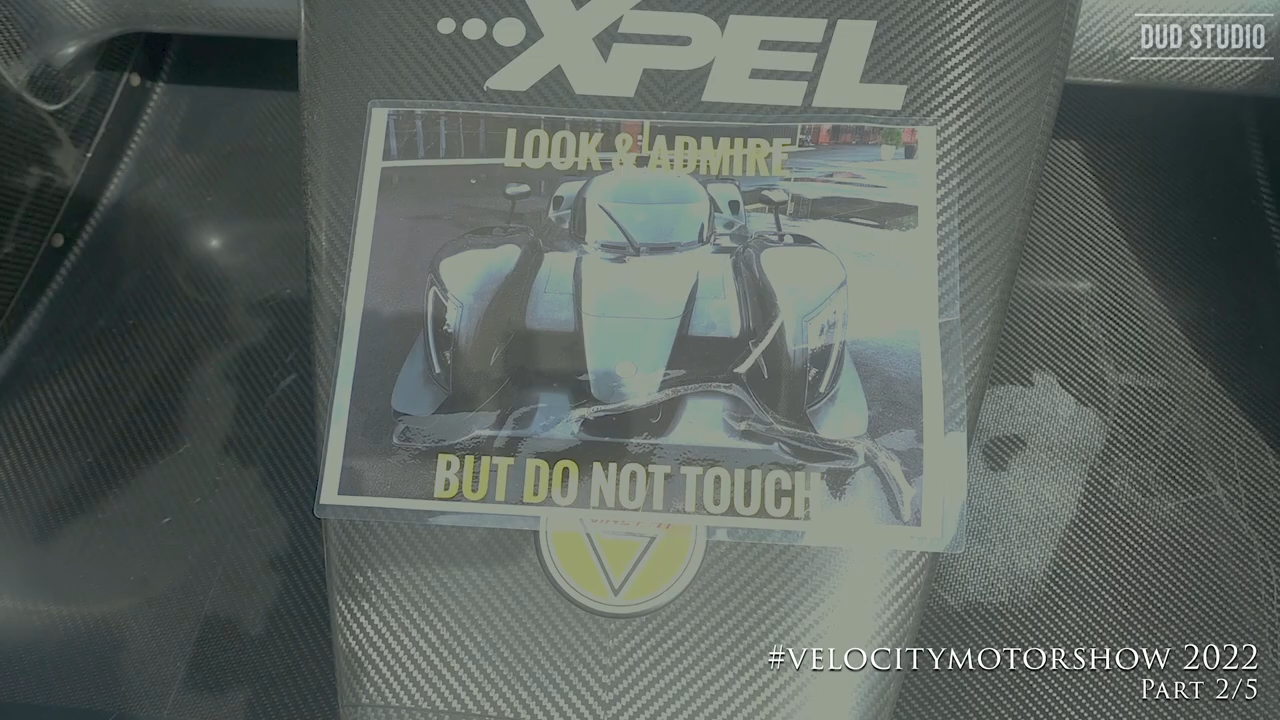 DUD STUDIO
XPEL
LOOK & ADMIRE
BUT DO NOT TOUCH
#VELOCITYMOTORSHOW 2022
PART 2/5